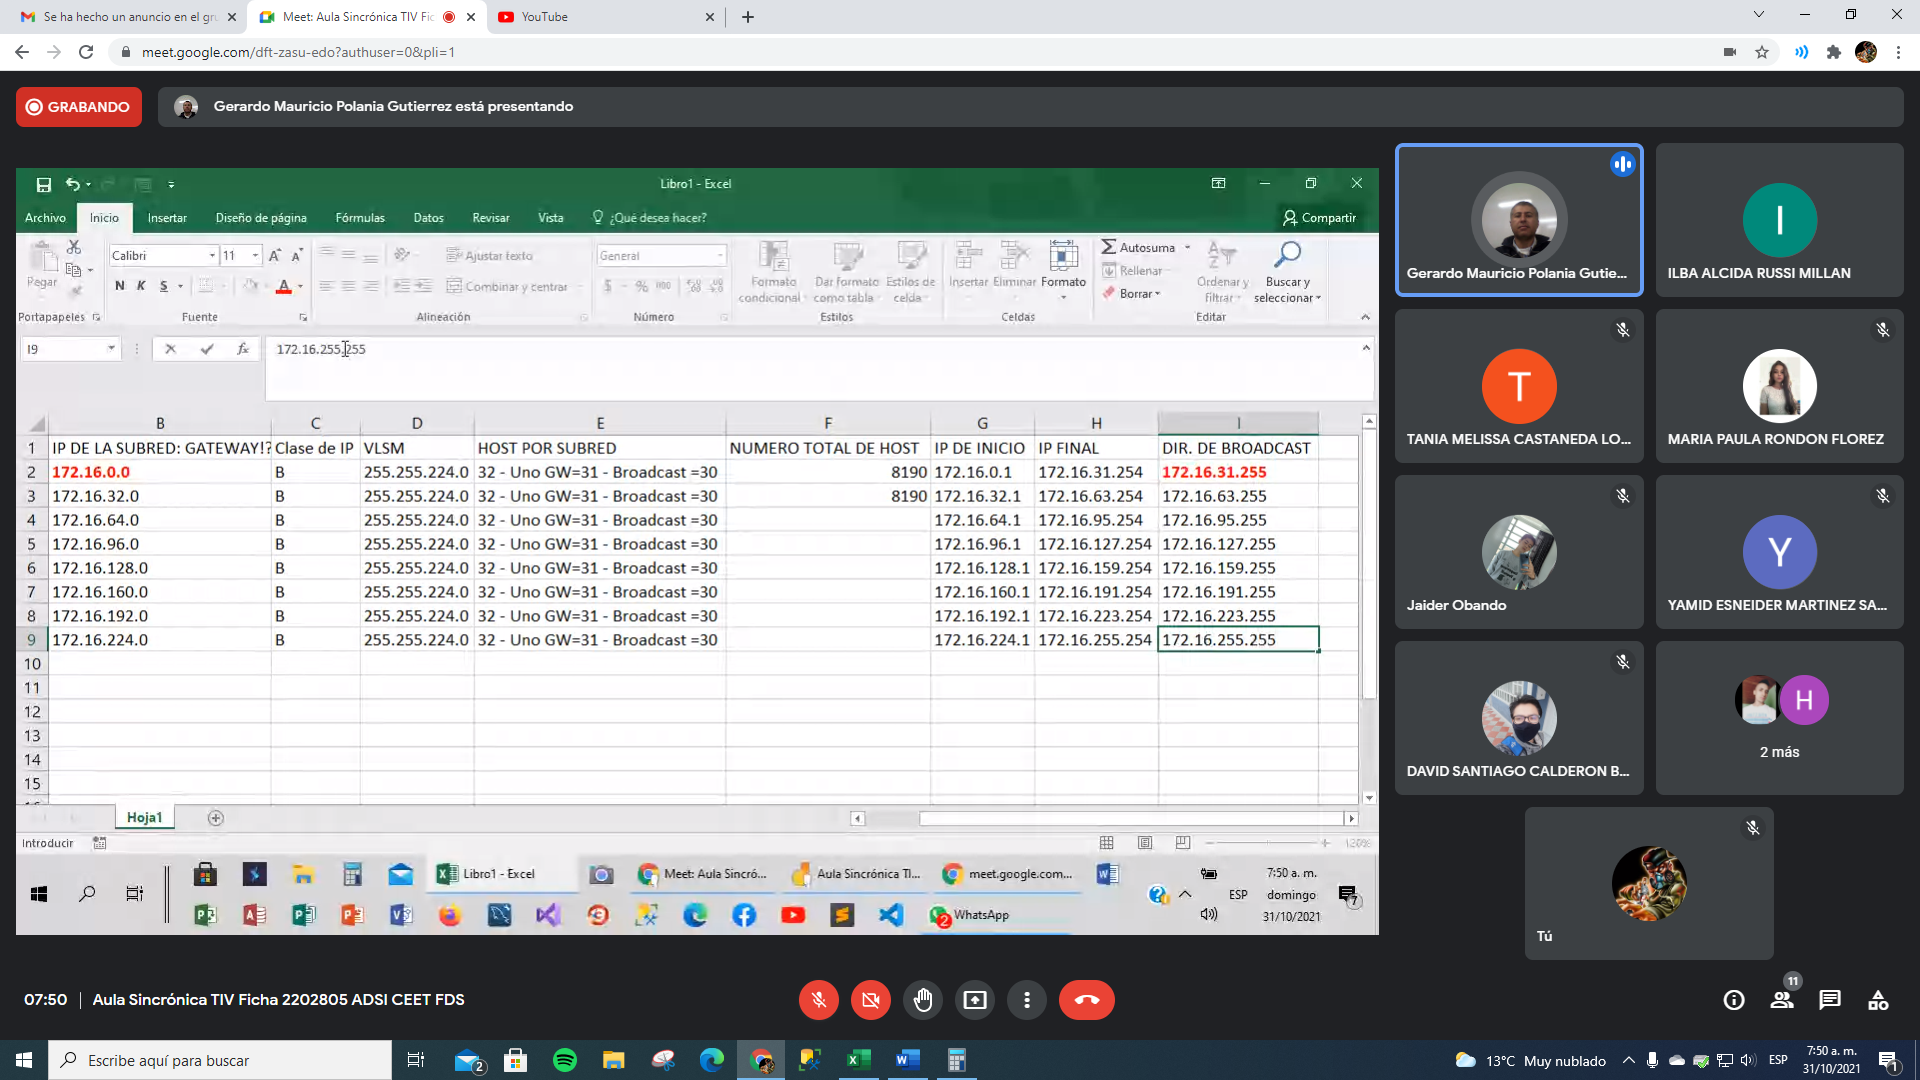 Se ha hecho un anuncio en el gru
Meet: Aula Sincrónica TIV Fic
YouTube
meet.google.com/dft-zasu-edo?authuser=0&pli=1
GRABANDO
Gerardo Mauricio Polania Gutierrez está presentando
Libro1 - Excel
Archivo Inicio Insertar Diseño de página Fórmulas Datos Revisar Vista ¿Qué desea hacer? Compartir
Pegar
Calibri 11
N K S
Ajustar texto
Combinar y centrar
General
$ % 000
Formato condicional
Dar formato como tabla
Estilos de celda
Insertar Eliminar Formato
Autosuma
Rellenar
Borrar
Ordenar y filtrar
Buscar y seleccionar
Portapapeles Fuente Alineación Número Estilos Celdas Editar
I9 fx 172.16.255.255
B C D E F G H I
1 IP DE LA SUBRED: GATEWAY!? Clase de IP VLSM HOST POR SUBRED NUMERO TOTAL DE HOST IP DE INICIO IP FINAL DIR. DE BROADCAST
2 172.16.0.0 B 255.255.224.0 32 - Uno GW=31 - Broadcast =30 8190 172.16.0.1 172.16.31.254 172.16.31.255
3 172.16.32.0 B 255.255.224.0 32 - Uno GW=31 - Broadcast =30 8190 172.16.32.1 172.16.63.254 172.16.63.255
4 172.16.64.0 B 255.255.224.0 32 - Uno GW=31 - Broadcast =30 172.16.64.1 172.16.95.254 172.16.95.255
5 172.16.96.0 B 255.255.224.0 32 - Uno GW=31 - Broadcast =30 172.16.96.1 172.16.127.254 172.16.127.255
6 172.16.128.0 B 255.255.224.0 32 - Uno GW=31 - Broadcast =30 172.16.128.1 172.16.159.254 172.16.159.255
7 172.16.160.0 B 255.255.224.0 32 - Uno GW=31 - Broadcast =30 172.16.160.1 172.16.191.254 172.16.191.255
8 172.16.192.0 B 255.255.224.0 32 - Uno GW=31 - Broadcast =30 172.16.192.1 172.16.223.254 172.16.223.255
9 172.16.224.0 B 255.255.224.0 32 - Uno GW=31 - Broadcast =30 172.16.224.1 172.16.255.254 172.16.255.255
10
11
12
13
14
15
Hoja1
Introducir
120%
Libro1 - Excel
Meet: Aula Sincró...
Aula Sincrónica TI...
meet.google.com...
WhatsApp
2
ESP
7:50 a. m.
domingo
31/10/2021
7
Gerardo Mauricio Polania Gutie...
I
ILBA ALCIDA RUSSI MILLAN
T
TANIA MELISSA CASTANEDA LO...
MARIA PAULA RONDON FLOREZ
Jaider Obando
Y
YAMID ESNEIDER MARTINEZ SA...
DAVID SANTIAGO CALDERON B...
H
2 más
Tú
07:50 | Aula Sincrónica TIV Ficha 2202805 ADSI CEET FDS
11
Escribe aquí para buscar
2
13°C Muy nublado
ESP
7:50 a. m.
31/10/2021
1